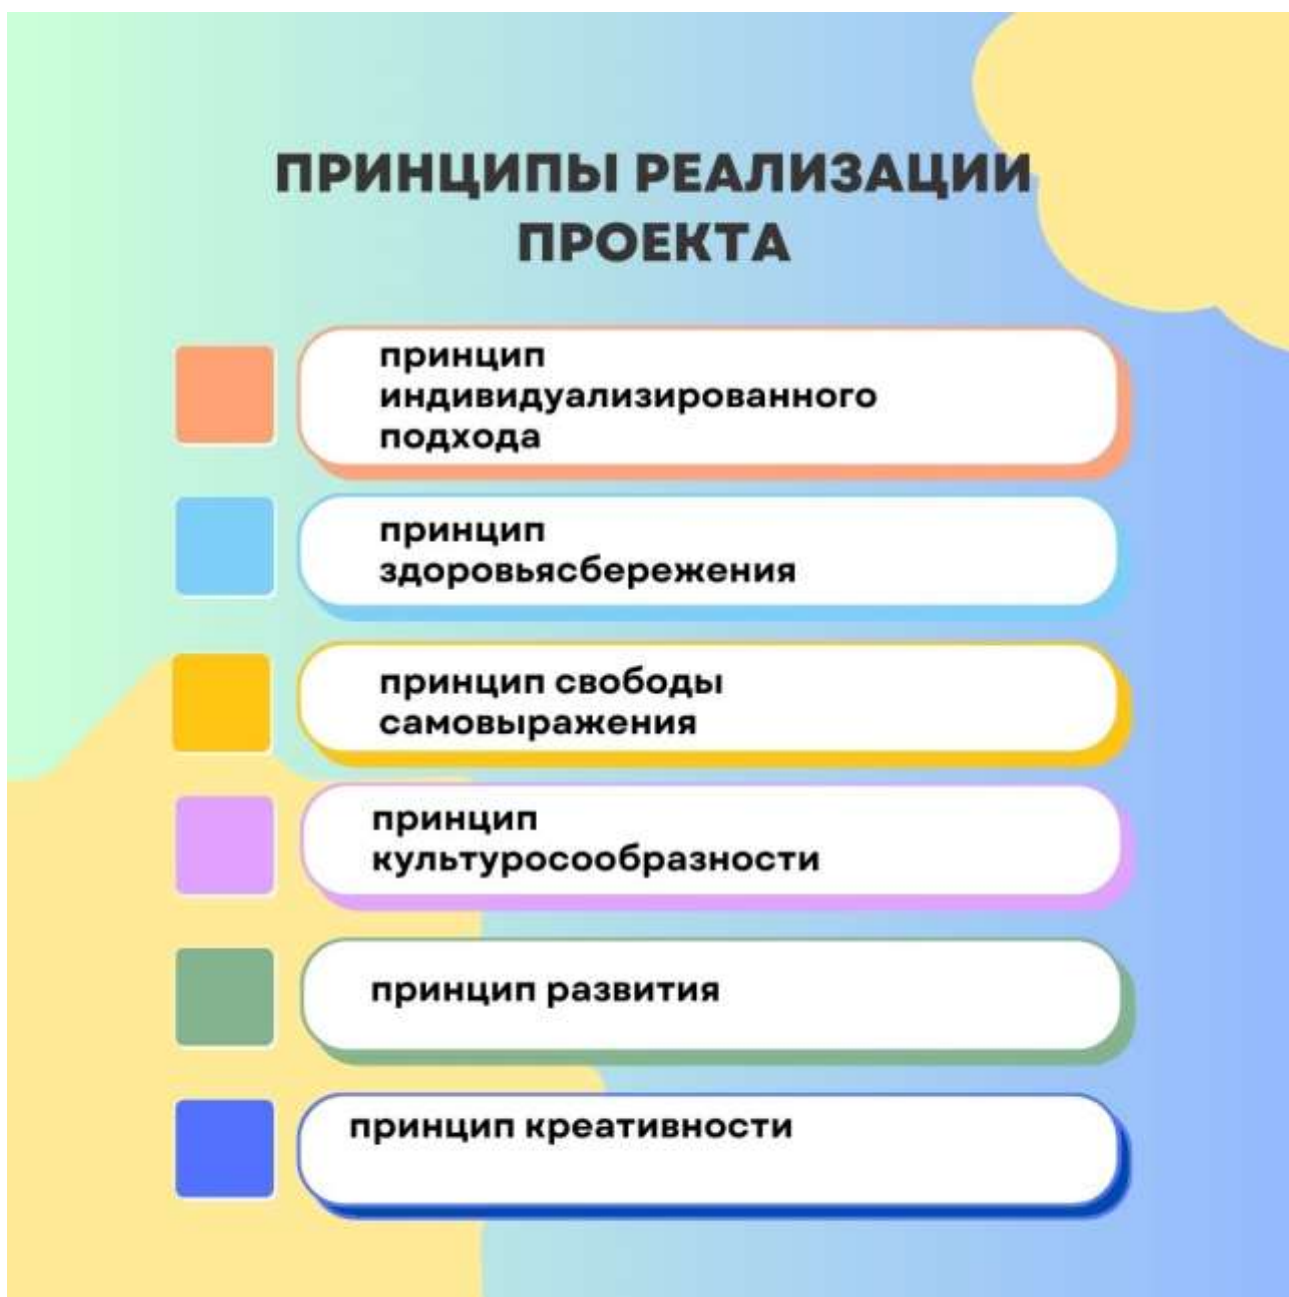 ПРИНЦИПЫ РЕАЛИЗАЦИИ
ПРОЕКТА
принцип
индивидуализированного
подхода
принцип
здоровьясбережения
принцип свободы
самовыражения
принцип
культуросообразности
принцип развития
принцип креативности